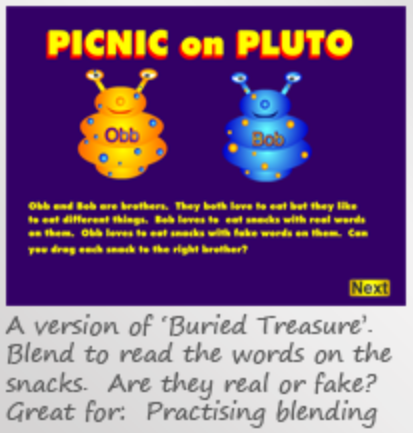 PICNIC on PLUTO
Obb
Bob
Obb and Bob are brothers. They both love to eat but they like
to eat different things. Bob loves to eat snacks with real words
on them. Obb loves to eat snacks with fake words on them. Can
you drag each snack to the right brother?
Next
A version of ‘Buried Treasure’.
Blend to read the words on the
snacks. Are they real or fake?
Great for: Practising blending